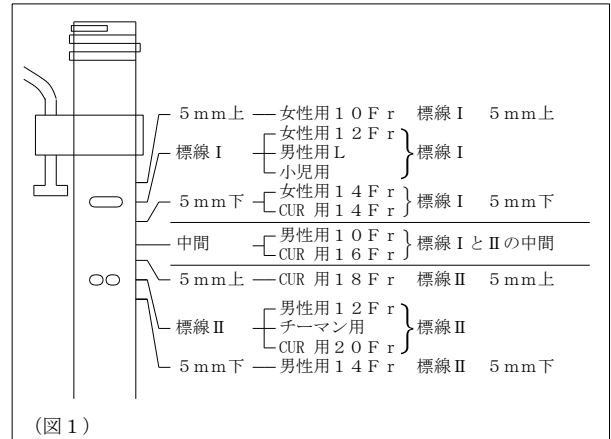 5mm上 女性用10Fr 標線Ⅰ 5mm上
女性用12Fr
標線Ⅰ 男性用L 標線Ⅰ
小児用
5mm下 女性用14Fr 標線Ⅰ 5mm下
CUR 用14Fr
中間 男性用10Fr 標線ⅠとⅡの中間
CUR 用16Fr
5mm上 CUR 用18Fr 標線Ⅱ 5mm上
男性用12Fr
標線Ⅱ チーマン用 標線Ⅱ
CUR 用20Fr
5mm下 男性用14Fr 標線Ⅱ 5mm下
(図1)